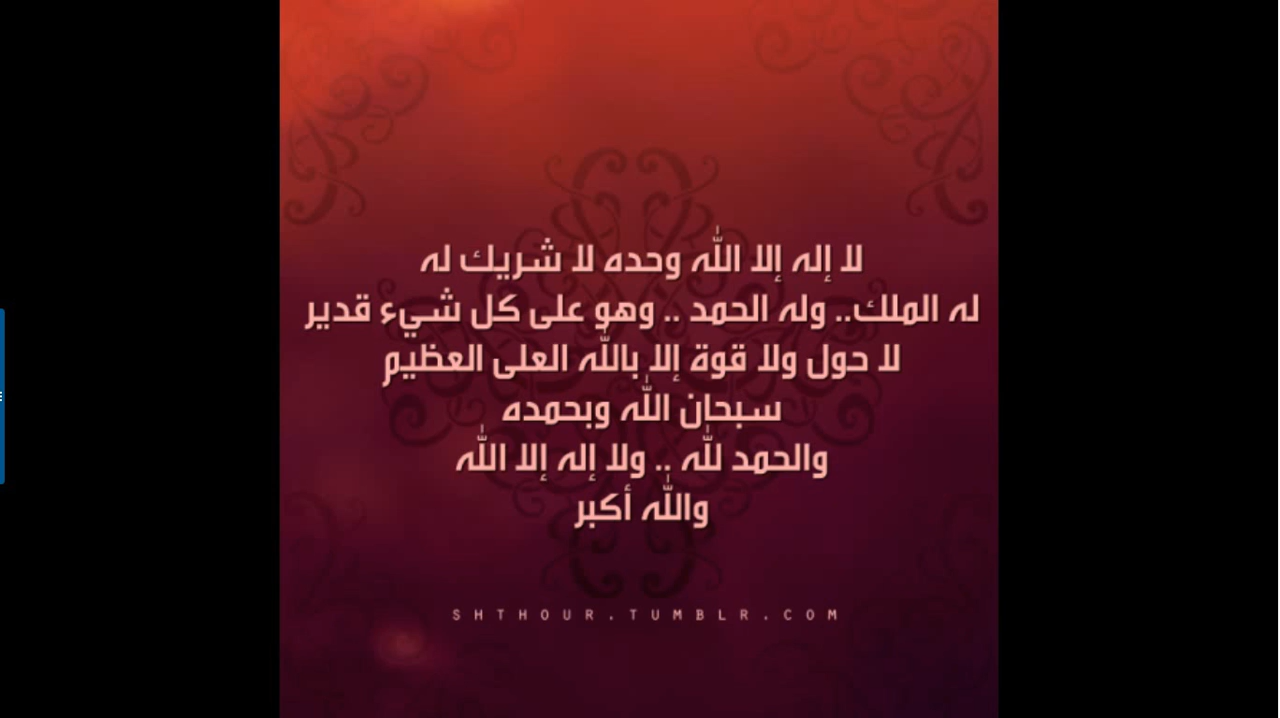 لا إله إلا الله وحده لا شريك له
له الملك.. وله الحمد .. وهو على كل شيء قدير
لا حول ولا قوة إلا بالله العلى العظيم
سبحان الله وبحمده
والحمد لله .. ولا إله إلا الله
والله أكبر
SHTHOUR.TUMBLR.COM